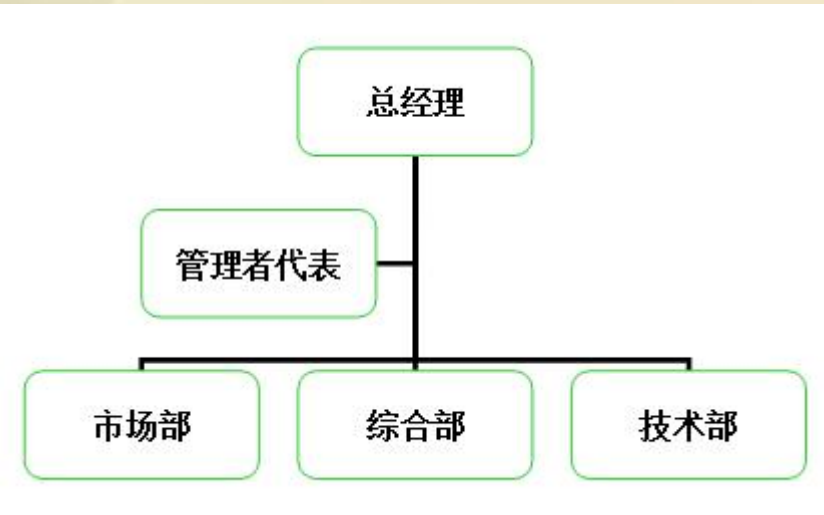 总经理
管理者代表
市场部
综合部
技术部